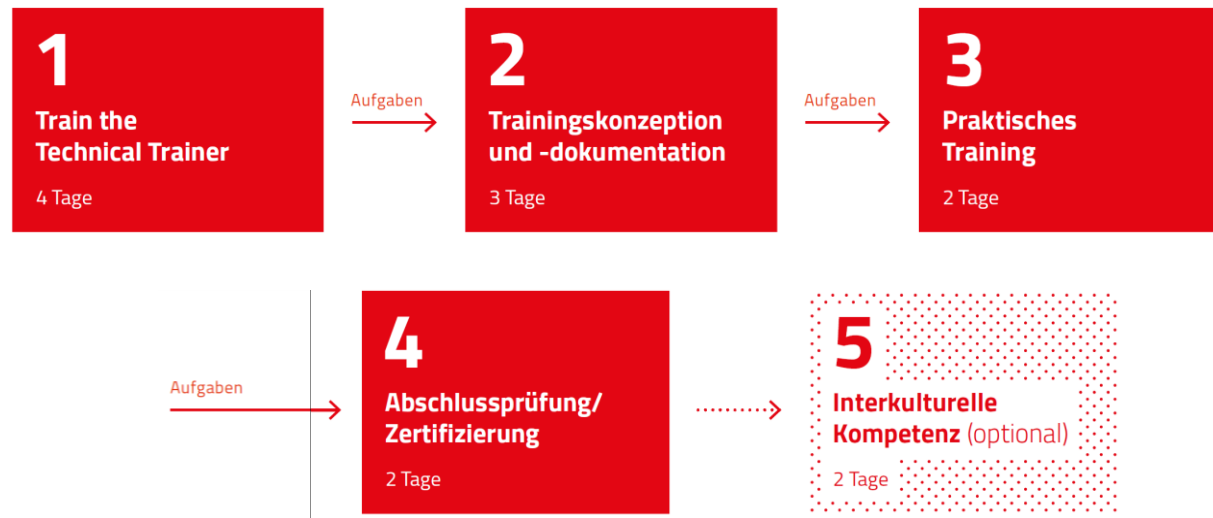 1
Train the
Technical Trainer
4 Tage
Aufgaben
2
Trainingskonzeption
und -dokumentation
3 Tage
Aufgaben
3
Praktisches
Training
2 Tage
Aufgaben
4
Abschlussprüfung/
Zertifizierung
2 Tage
5
Interkulturelle
Kompetenz (optional)
2 Tage